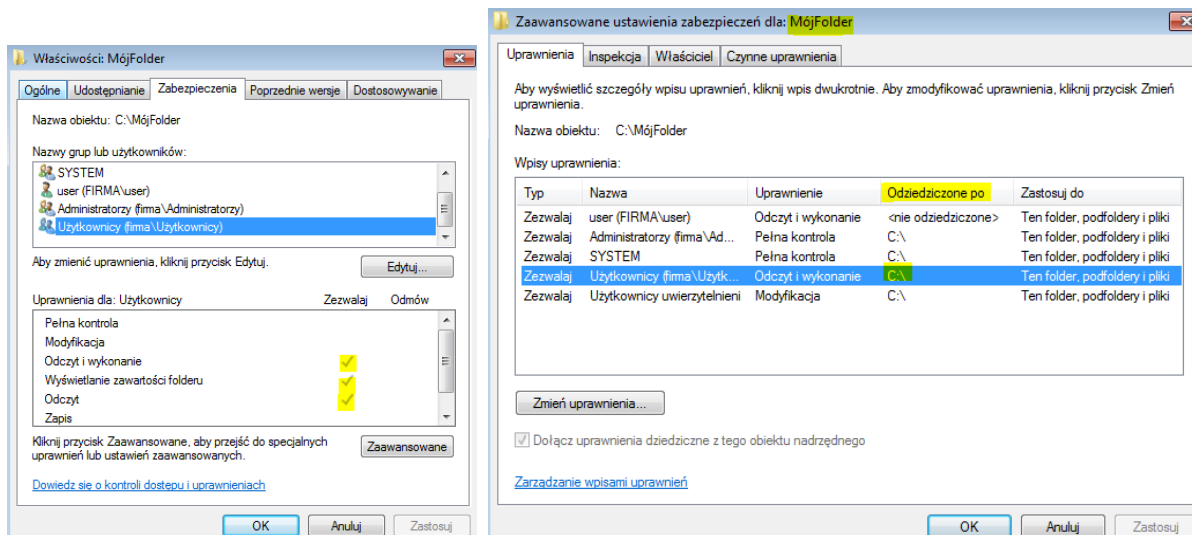 Właściwości: MójFolder
Ogólne Udostępnianie Zabezpieczenia Poprzednie wersje Dostosowywanie
Nazwa obiektu: C:\MójFolder
Nazwy grup lub użytkowników:
SYSTEM
user (FIRMA\user)
Administratorzy (firma\Administratorzy)
Użytkownicy (firma\Użytkownicy)
Aby zmienić uprawnienia, kliknij przycisk Edytuj.
Edytuj...
Uprawnienia dla: Użytkownicy Zezwalaj Odmów
Pełna kontrola
Modyfikacja
Odczyt i wykonanie
Wyświetlanie zawartości folderu
Odczyt
Zapis
Kliknij przycisk Zaawansowane, aby przejść do specjalnych
uprawnień lub ustawień zaawansowanych.
Zaawansowane
Dowiedz się o kontroli dostępu i uprawnieniach
OK Anuluj Zastosuj
Zaawansowane ustawienia zabezpieczeń dla: MójFolder
Uprawnienia Inspekcja Właściciel Czynne uprawnienia
Aby wyświetlić szczegóły wpisu uprawnień, kliknij wpis dwukrotnie. Aby zmodyfikować uprawnienia, kliknij przycisk Zmień
uprawnienia.
Nazwa obiektu: C:\MójFolder
Wpisy uprawnienia:
Typ Nazwa Uprawnienie Odziedziczone po Zastosuj do
Zezwalaj user (FIRMA\user) Odczyt i wykonanie <nie odziedziczone> Ten folder, podfoldery i pliki
Zezwalaj Administratorzy (firma\Ad... Pełna kontrola C:\ Ten folder, podfoldery i pliki
Zezwalaj SYSTEM Pełna kontrola C:\ Ten folder, podfoldery i pliki
Zezwalaj Użytkownicy (firma\Użytk... Odczyt i wykonanie C:\ Ten folder, podfoldery i pliki
Zezwalaj Użytkownicy uwierzytelnieni Modyfikacja C:\ Ten folder, podfoldery i pliki
Zmień uprawnienia...
Dołącz uprawnienia dziedziczne z tego obiektu nadrzędnego
Zarządzanie wpisami uprawnień
OK Anuluj Zastosuj